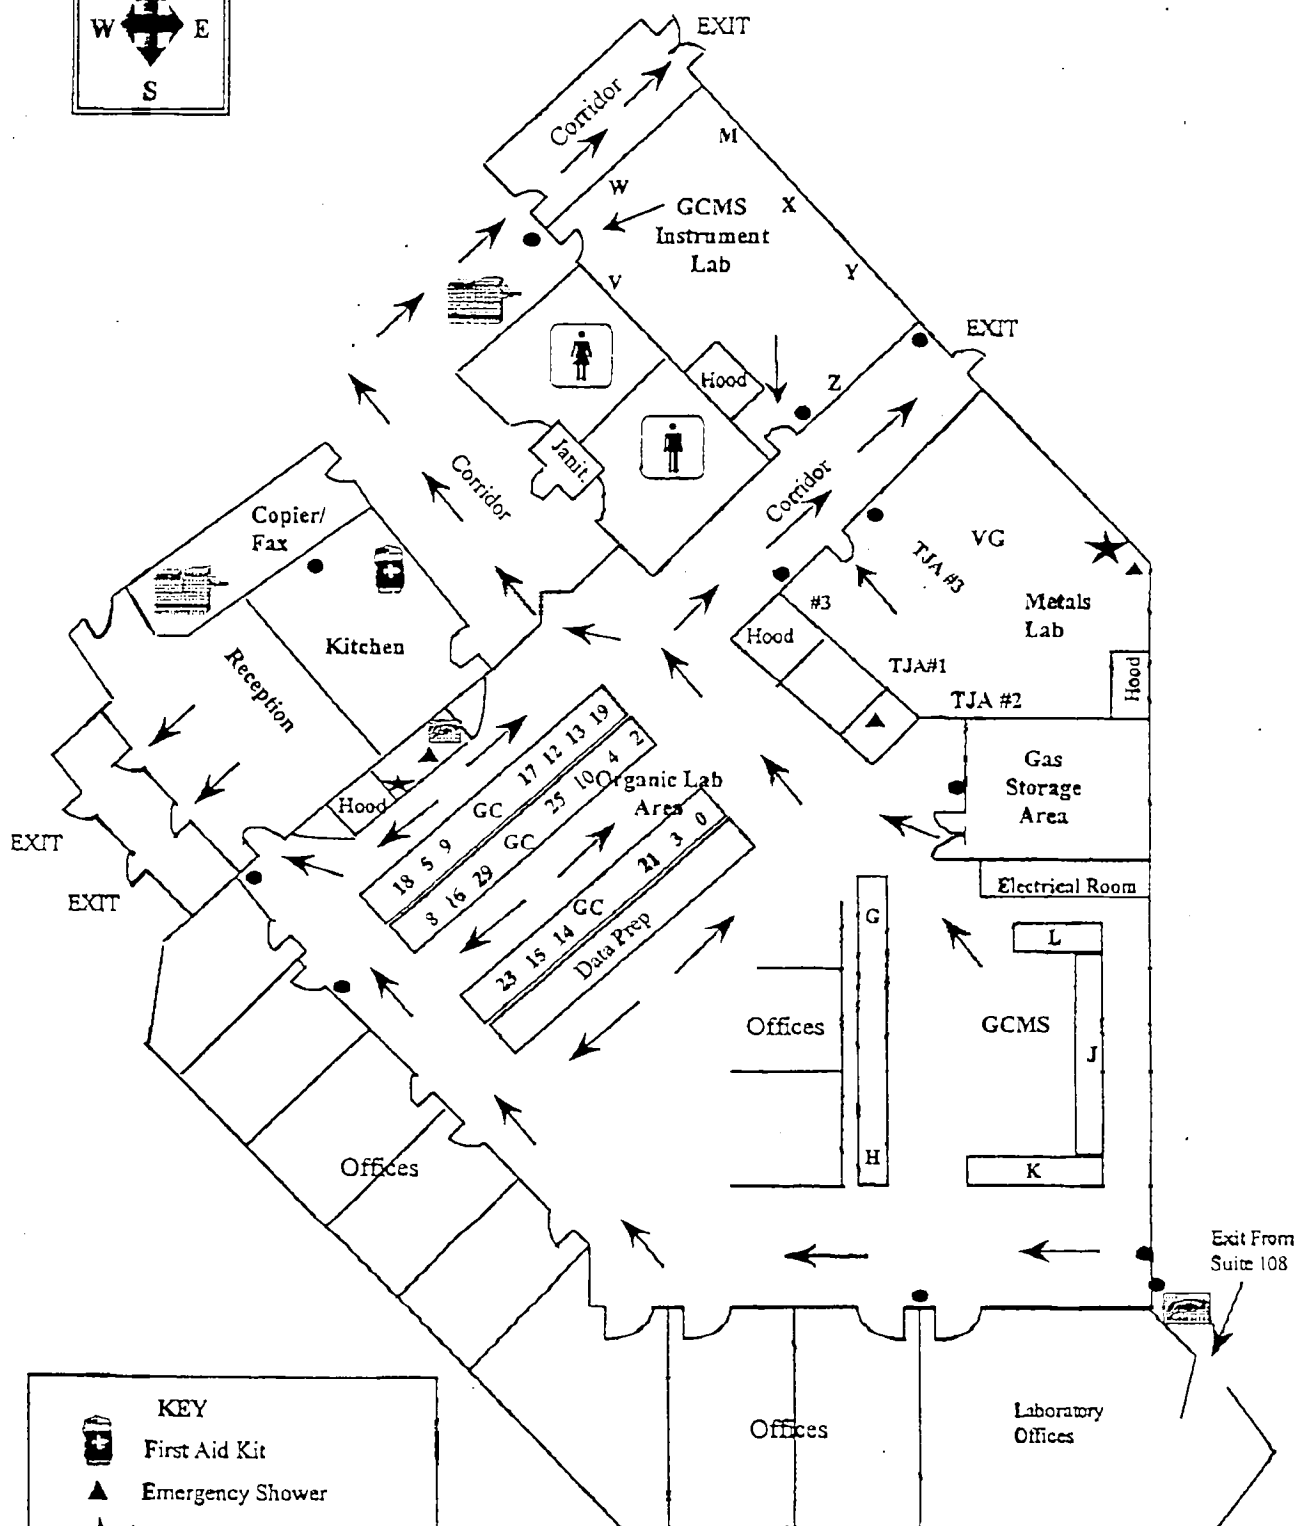 W E
S
EXIT
Corridor
M
W
GCMS
Instrument
Lab
X
Y
V
EXIT
Hood
Z
Janit.
Corridor
Corridor
Copier/
Fax
VG
TJA #3
Metals
Lab
#3
Hood
Kitchen
Reception
TJA#1
Hood
TJA #2
19
13
12
17
GC
9
5
18
2
4
10
25
GC
29
16
8
Organic Lab
Area
Gas
Storage
Area
Hood
0
3
21
GC
14
15
23
Data Prep
EXIT
EXIT
Electrical Room
G
L
Offices
GCMS
J
H
K
Offices
Exit From
Suite 108
Offices
Laboratory
Offices
KEY
First Aid Kit
Emergency Shower